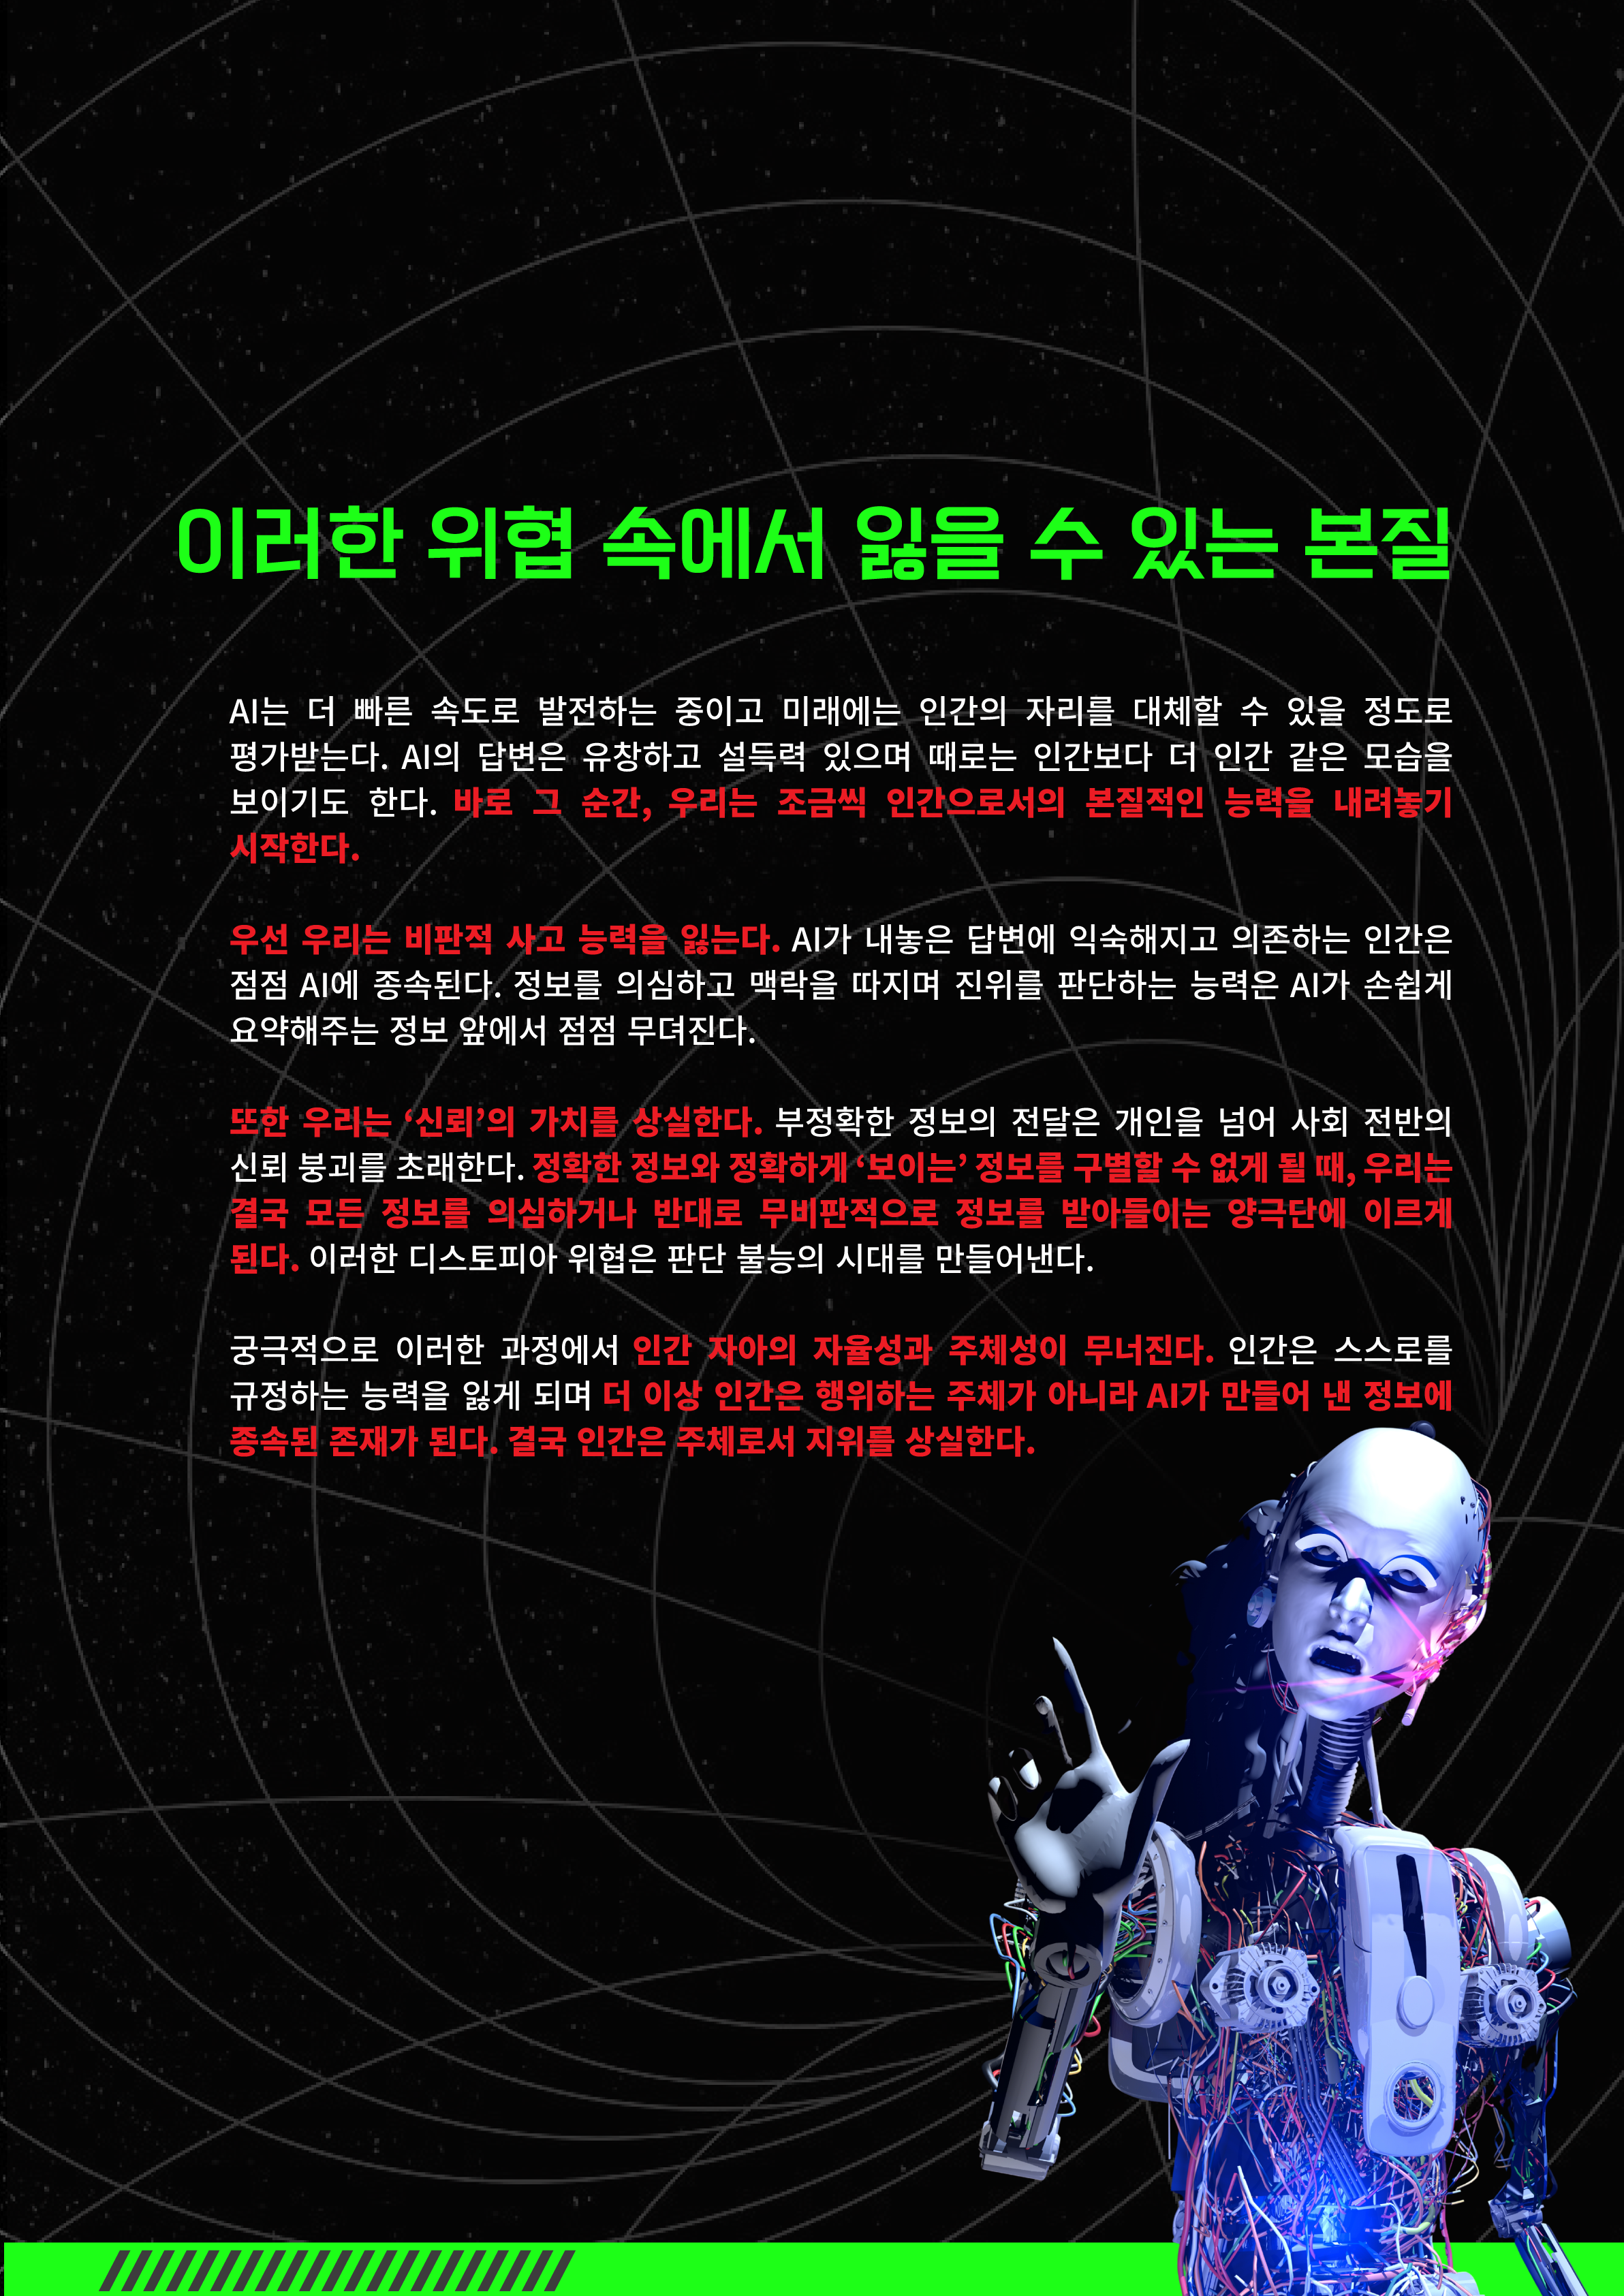 이러한 위협 속에서 잃을 수 있는 본질
AI는 더 빠른 속도로 발전하는 중이고 미래에는 인간의 자리를 대체할 수 있을 정도로
평가받는다. AI의 답변은 유창하고 설득력 있으며 때로는 인간보다 더 인간 같은 모습을
보이기도 한다. 바로 그 순간, 우리는 조금씩 인간으로서의 본질적인 능력을 내려놓기
시작한다.
우선 우리는 비판적 사고 능력을 잃는다. AI가 내놓은 답변에 익숙해지고 의존하는 인간은
점점 AI에 종속된다. 정보를 의심하고 맥락을 따지며 진위를 판단하는 능력은 AI가 손쉽게
요약해주는 정보 앞에서 점점 무뎌진다.
또한 우리는 ‘신뢰’의 가치를 상실한다. 부정확한 정보의 전달은 개인을 넘어 사회 전반의
신뢰 붕괴를 초래한다. 정확한 정보와 정확하게 ‘보이는’ 정보를 구별할 수 없게 될 때, 우리는
결국 모든 정보를 의심하거나 반대로 무비판적으로 정보를 받아들이는 양극단에 이르게
된다. 이러한 디스토피아 위협은 판단 불능의 시대를 만들어낸다.
궁극적으로 이러한 과정에서 인간 자아의 자율성과 주체성이 무너진다. 인간은 스스로를
규정하는 능력을 잃게 되며 더 이상 인간은 행위하는 주체가 아니라 AI가 만들어 낸 정보에
종속된 존재가 된다. 결국 인간은 주체로서 지위를 상실한다.